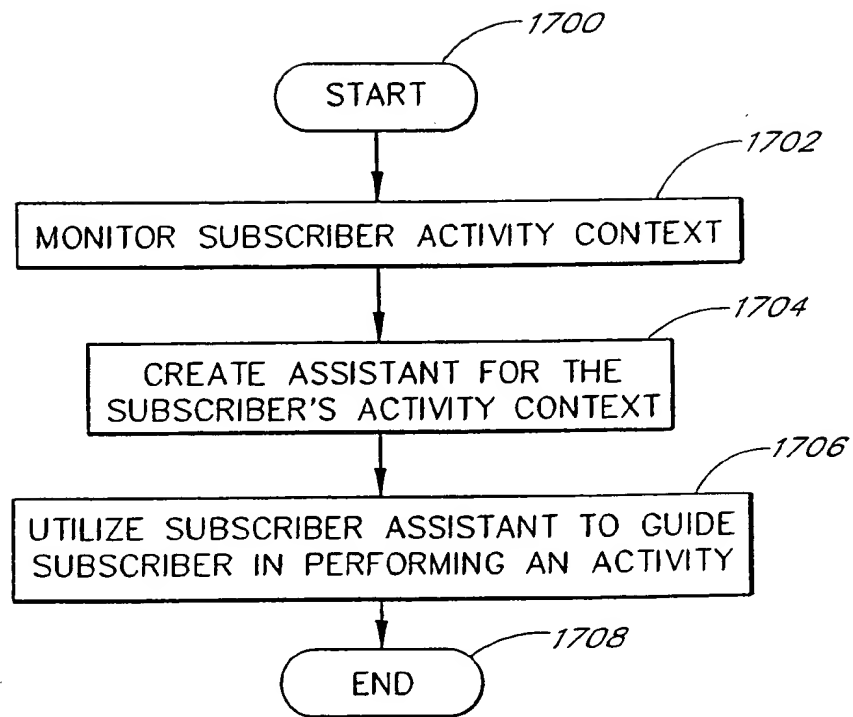 1700
START
1702
MONITOR SUBSCRIBER ACTIVITY CONTEXT
1704
CREATE ASSISTANT FOR THE
SUBSCRIBER'S ACTIVITY CONTEXT
1706
UTILIZE SUBSCRIBER ASSISTANT TO GUIDE
SUBSCRIBER IN PERFORMING AN ACTIVITY
1708
END